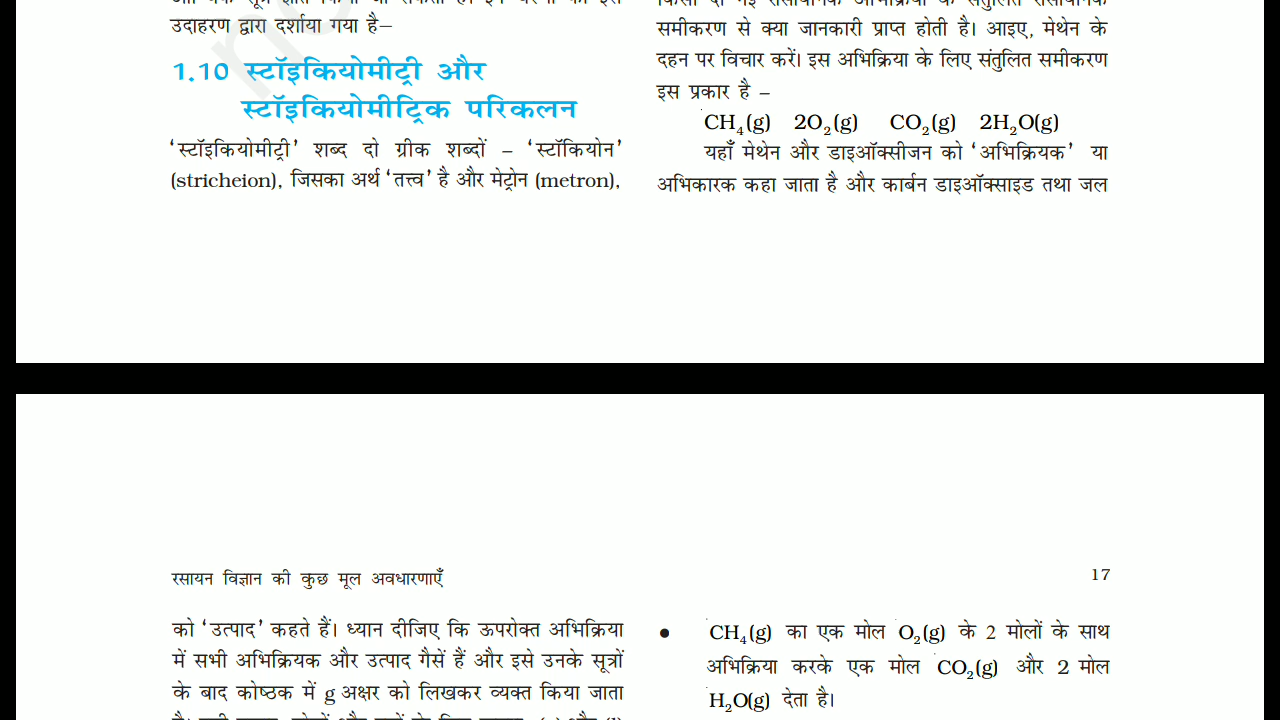 उदाहरण द्वारा दर्शाया गया है–
1.10 स्टॉइकियोमीट्री और
स्टॉइकियोमीट्रिक परिकलन
‘स्टॉइकियोमीट्री’ शब्द दो ग्रीक शब्दों – ‘स्टॉकियोन’
(stricheion), जिसका अर्थ ‘तत्त्व’ है और मेट्रोन (metron),
समीकरण से क्या जानकारी प्राप्त होती है। आइए, मेथेन के
दहन पर विचार करें। इस अभिक्रिया के लिए संतुलित समीकरण
इस प्रकार है –
CH₄(g) 2O₂(g) CO₂(g) 2H₂O(g)
यहाँ मेथेन और डाइऑक्सीजन को ‘अभिक्रियक’ या
अभिकारक कहा जाता है और कार्बन डाइऑक्साइड तथा जल
रसायन विज्ञान की कुछ मूल अवधारणाएँ
17
को ‘उत्पाद’ कहते हैं। ध्यान दीजिए कि ऊपरोक्त अभिक्रिया
में सभी अभिक्रियक और उत्पाद गैसें हैं और इसे उनके सूत्रों
के बाद कोष्ठक में g अक्षर को लिखकर व्यक्त किया जाता
● CH₄(g) का एक मोल O₂(g) के 2 मोलों के साथ
अभिक्रिया करके एक मोल CO₂(g) और 2 मोल
H₂O(g) देता है।